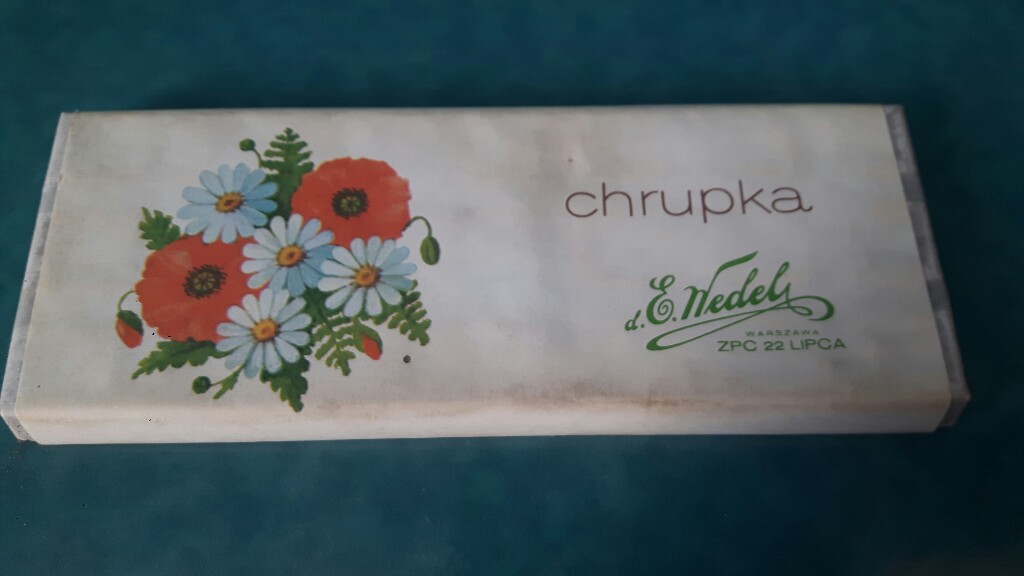 chrupka
d. E. Wedel
WARSZAWA
ZPC 22 LIPCA